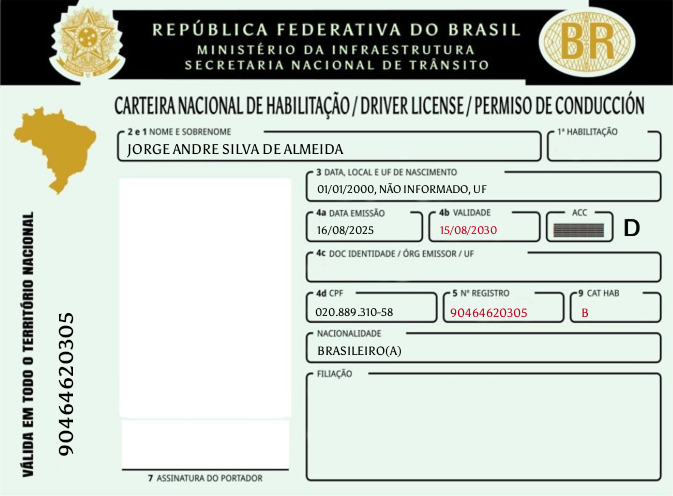 REPÚBLICA FEDERATIVA DO BRASIL
MINISTÉRIO DA INFRAESTRUTURA
SECRETARIA NACIONAL DE TRÂNSITO
BR
CARTEIRA NACIONAL DE HABILITAÇÃO / DRIVER LICENSE / PERMISO DE CONDUCCIÓN
2 e 1 NOME E SOBRENOME
1ª HABILITAÇÃO
JORGE ANDRE SILVA DE ALMEIDA
3 DATA, LOCAL E UF DE NASCIMENTO
01/01/2000, NÃO INFORMADO, UF
4a DATA EMISSÃO
4b VALIDADE
ACC
16/08/2025
15/08/2030
D
4c DOC IDENTIDADE / ÓRG EMISSOR / UF
4d CPF
5 Nº REGISTRO
9 CAT HAB
020.889.310-58
90464620305
B
NACIONALIDADE
BRASILEIRO(A)
FILIAÇÃO
7 ASSINATURA DO PORTADOR
VÁLIDA EM TODO O TERRITÓRIO NACIONAL
90464620305